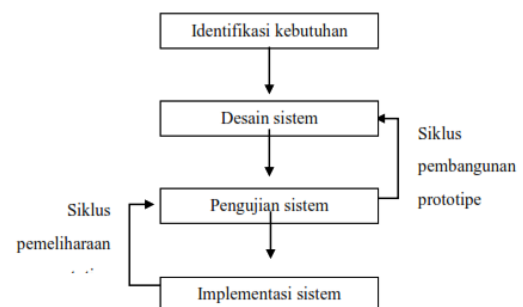 Identifikasi kebutuhan
Desain sistem
Siklus
pembangunan
prototipe
Pengujian sistem
Siklus
pemeliharaan
Implementasi sistem